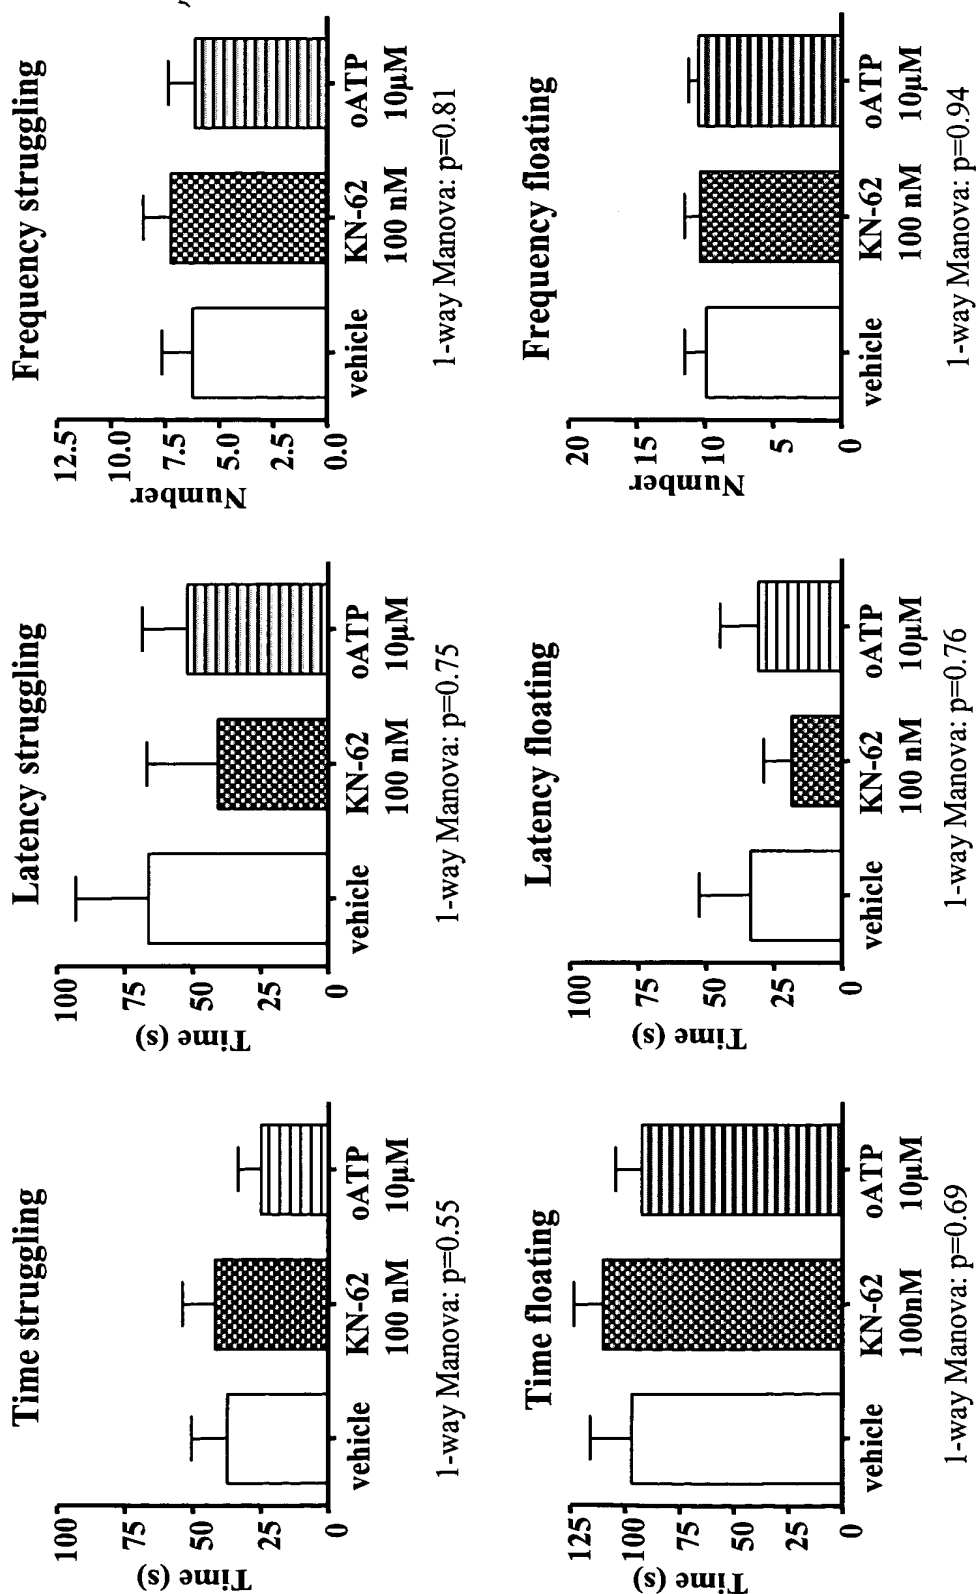 Time struggling
Time (s)
100
75
50
25
0
vehicle
KN-62
100 nM
oATP
10µM
1-way Manova: p=0.55
Latency struggling
Time (s)
100
75
50
25
0
vehicle
KN-62
100 nM
oATP
10µM
1-way Manova: p=0.75
Frequency struggling
Number
12.5
10.0
7.5
5.0
2.5
0.0
vehicle
KN-62
100 nM
oATP
10µM
1-way Manova: p=0.81
Time floating
Time (s)
125
100
75
50
25
0
vehicle
KN-62
100nM
oATP
10µM
1-way Manova: p=0.69
Latency floating
Time (s)
100
75
50
25
0
vehicle
KN-62
100 nM
oATP
10µM
1-way Manova: p=0.76
Frequency floating
Number
20
15
10
5
0
vehicle
KN-62
100 nM
oATP
10µM
1-way Manova: p=0.94